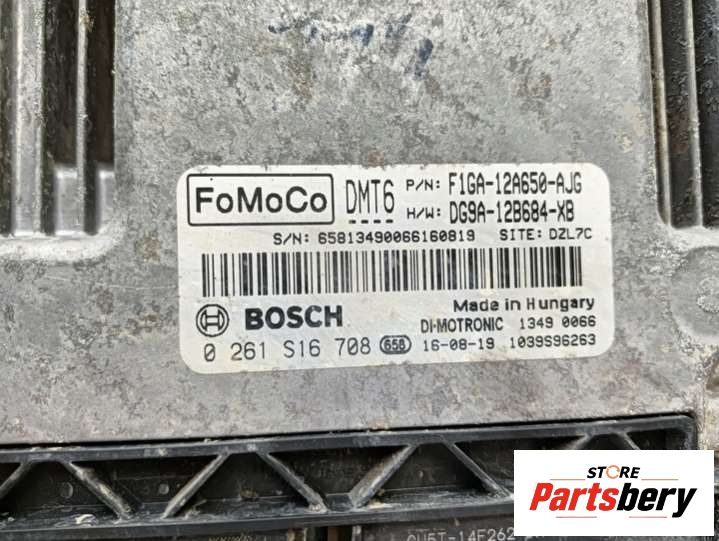 FoMoCo DMT6 P/N: F1GA-12A650-AJG
H/W: DG9A-12B684-XB
S/N: 65813490066160819 SITE: DZL7C
Made in Hungary
BOSCH DI-MOTRONIC 1349 0066
0 261 S16 708 658 16-08-19 1039S96263
STORE
Partsbery